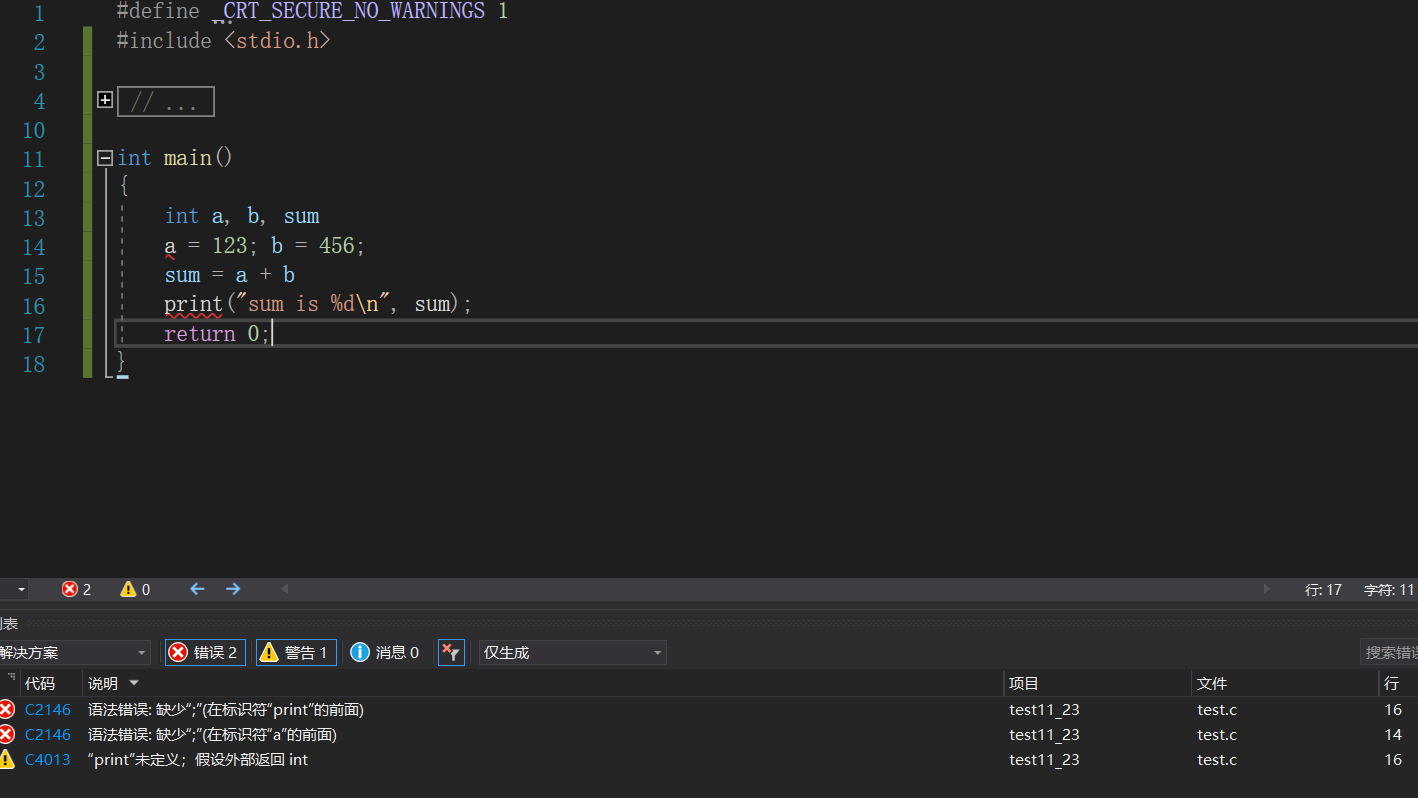 1 #define _CRT_SECURE_NO_WARNINGS 1
2 #include <stdio.h>
3
4 // ...
10
11 int main()
12 {
13 int a, b, sum
14 a = 123; b = 456;
15 sum = a + b
16 print("sum is %d\n", sum);
17 return 0;
18 }
2 0 行: 17 字符: 11
列表
解决方案 错误 2 警告 1 消息 0 仅生成 搜索错误
代码 说明 项目 文件 行
C2146 语法错误: 缺少“;”(在标识符“print”的前面) test11_23 test.c 16
C2146 语法错误: 缺少“;”(在标识符“a”的前面) test11_23 test.c 14
C4013 “print”未定义；假设外部返回 int test11_23 test.c 16